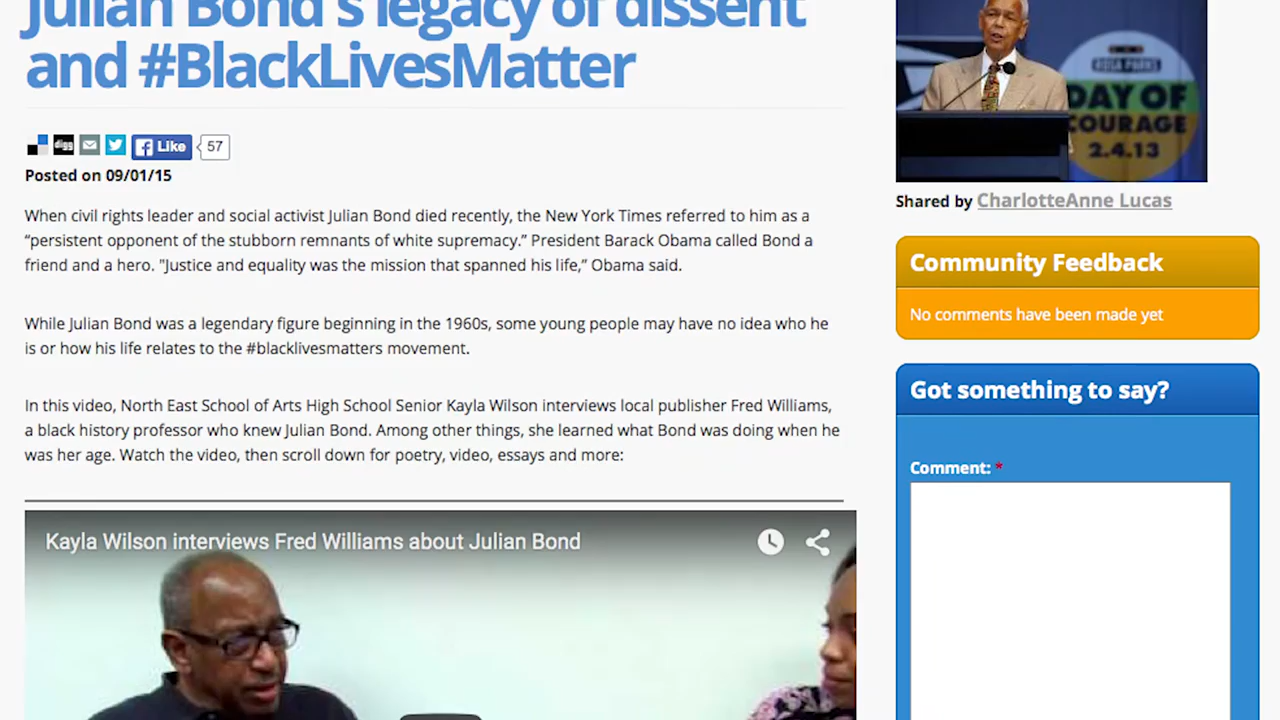 Julian Bond's legacy of dissent
and #BlackLivesMatter
digg
Like
57
Posted on 09/01/15
When civil rights leader and social activist Julian Bond died recently, the New York Times referred to him as a
“persistent opponent of the stubborn remnants of white supremacy.” President Barack Obama called Bond a
friend and a hero. "Justice and equality was the mission that spanned his life,” Obama said.
While Julian Bond was a legendary figure beginning in the 1960s, some young people may have no idea who he
is or how his life relates to the #blacklivesmatters movement.
In this video, North East School of Arts High School Senior Kayla Wilson interviews local publisher Fred Williams,
a black history professor who knew Julian Bond. Among other things, she learned what Bond was doing when he
was her age. Watch the video, then scroll down for poetry, video, essays and more:
Kayla Wilson interviews Fred Williams about Julian Bond
ROSA PARKS
DAY OF
COURAGE
2.4.13
Shared by CharlotteAnne Lucas
Community Feedback
No comments have been made yet
Got something to say?
Comment: *